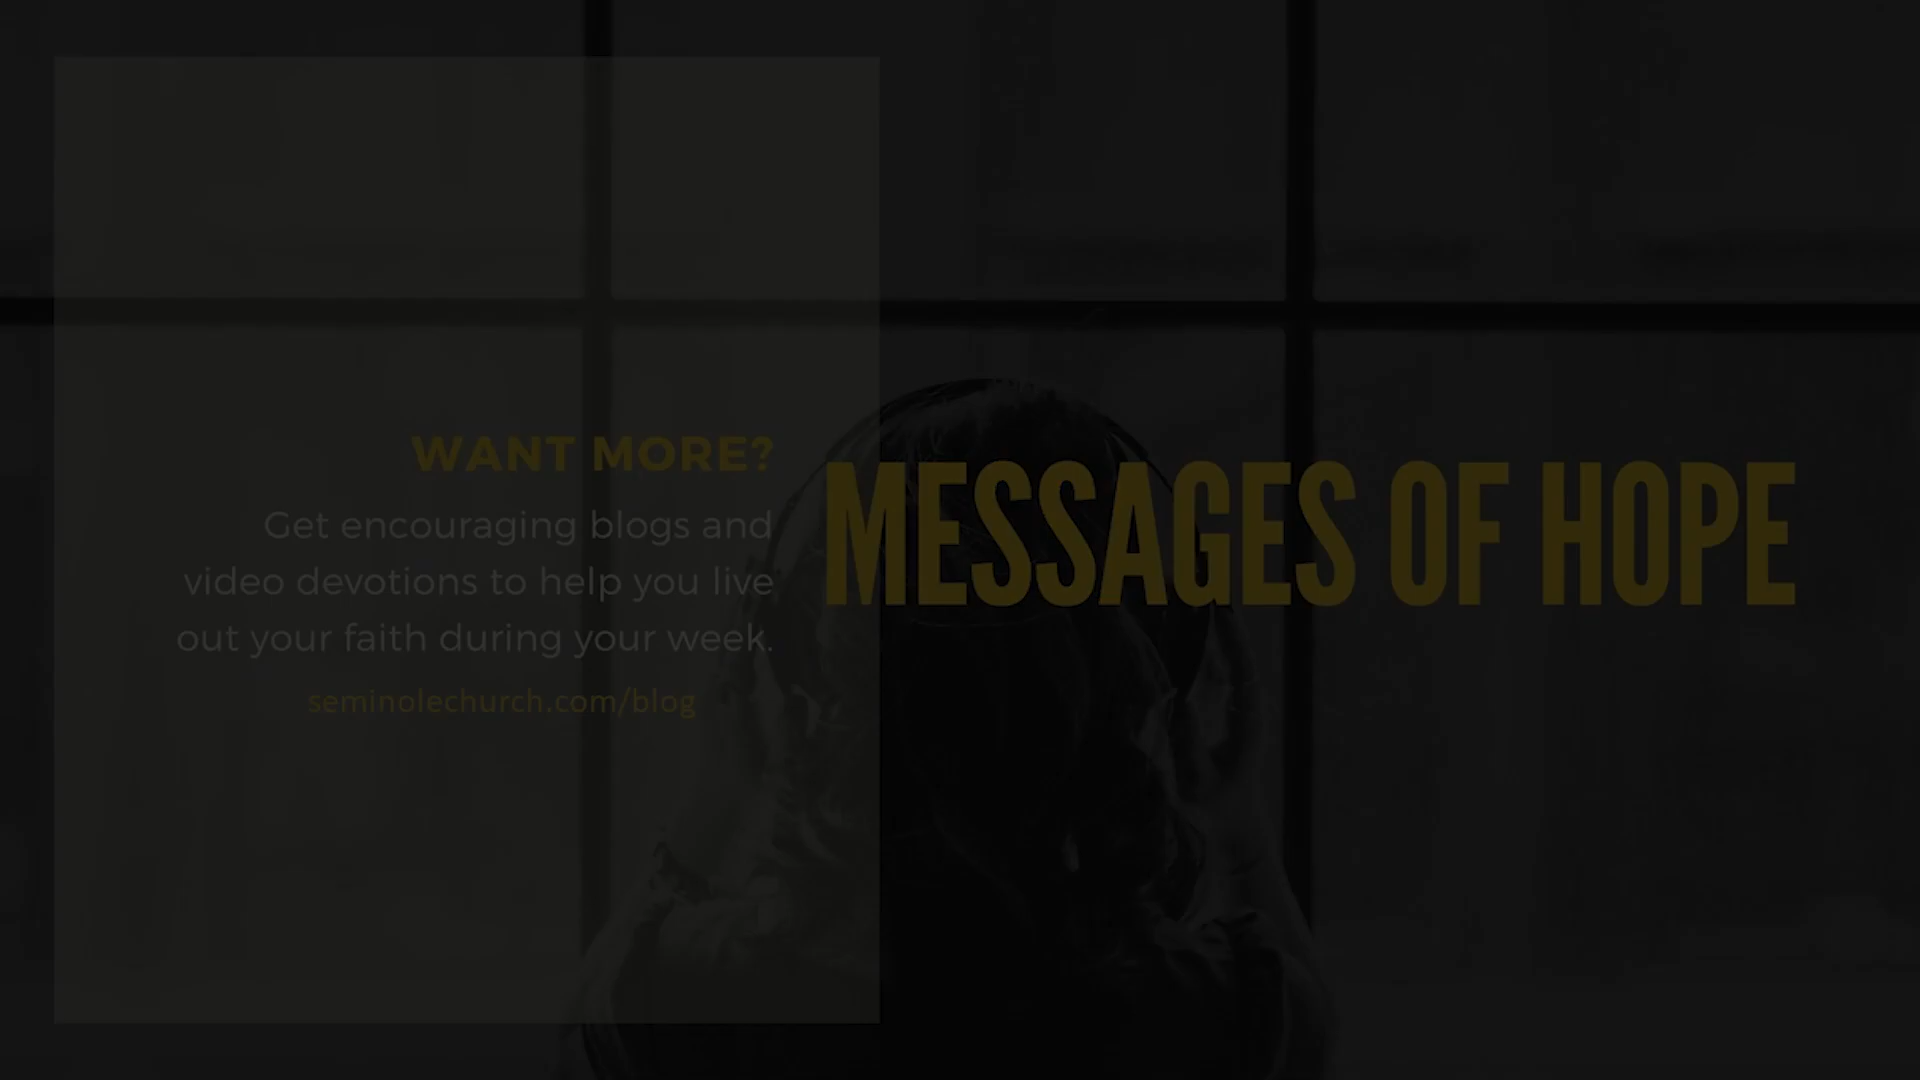 WANT MORE?
Get encouraging blogs and
video devotions to help you live
out your faith during your week.
seminolechurch.com/blog
MESSAGES OF HOPE